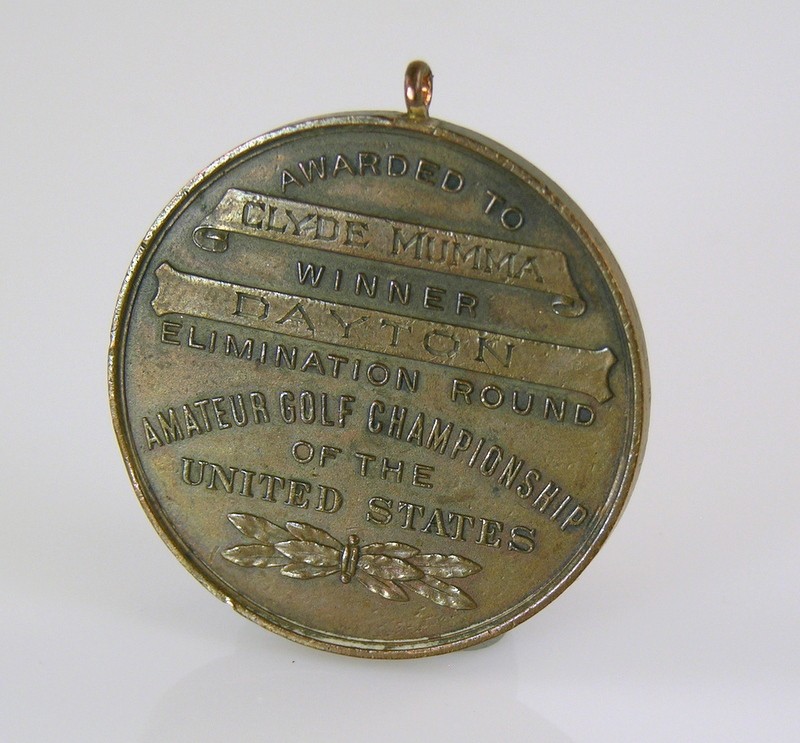 AWARDED TO
CLYDE MUMMA
WINNER
DAYTON
ELIMINATION ROUND
AMATEUR GOLF CHAMPIONSHIP
OF THE
UNITED STATES